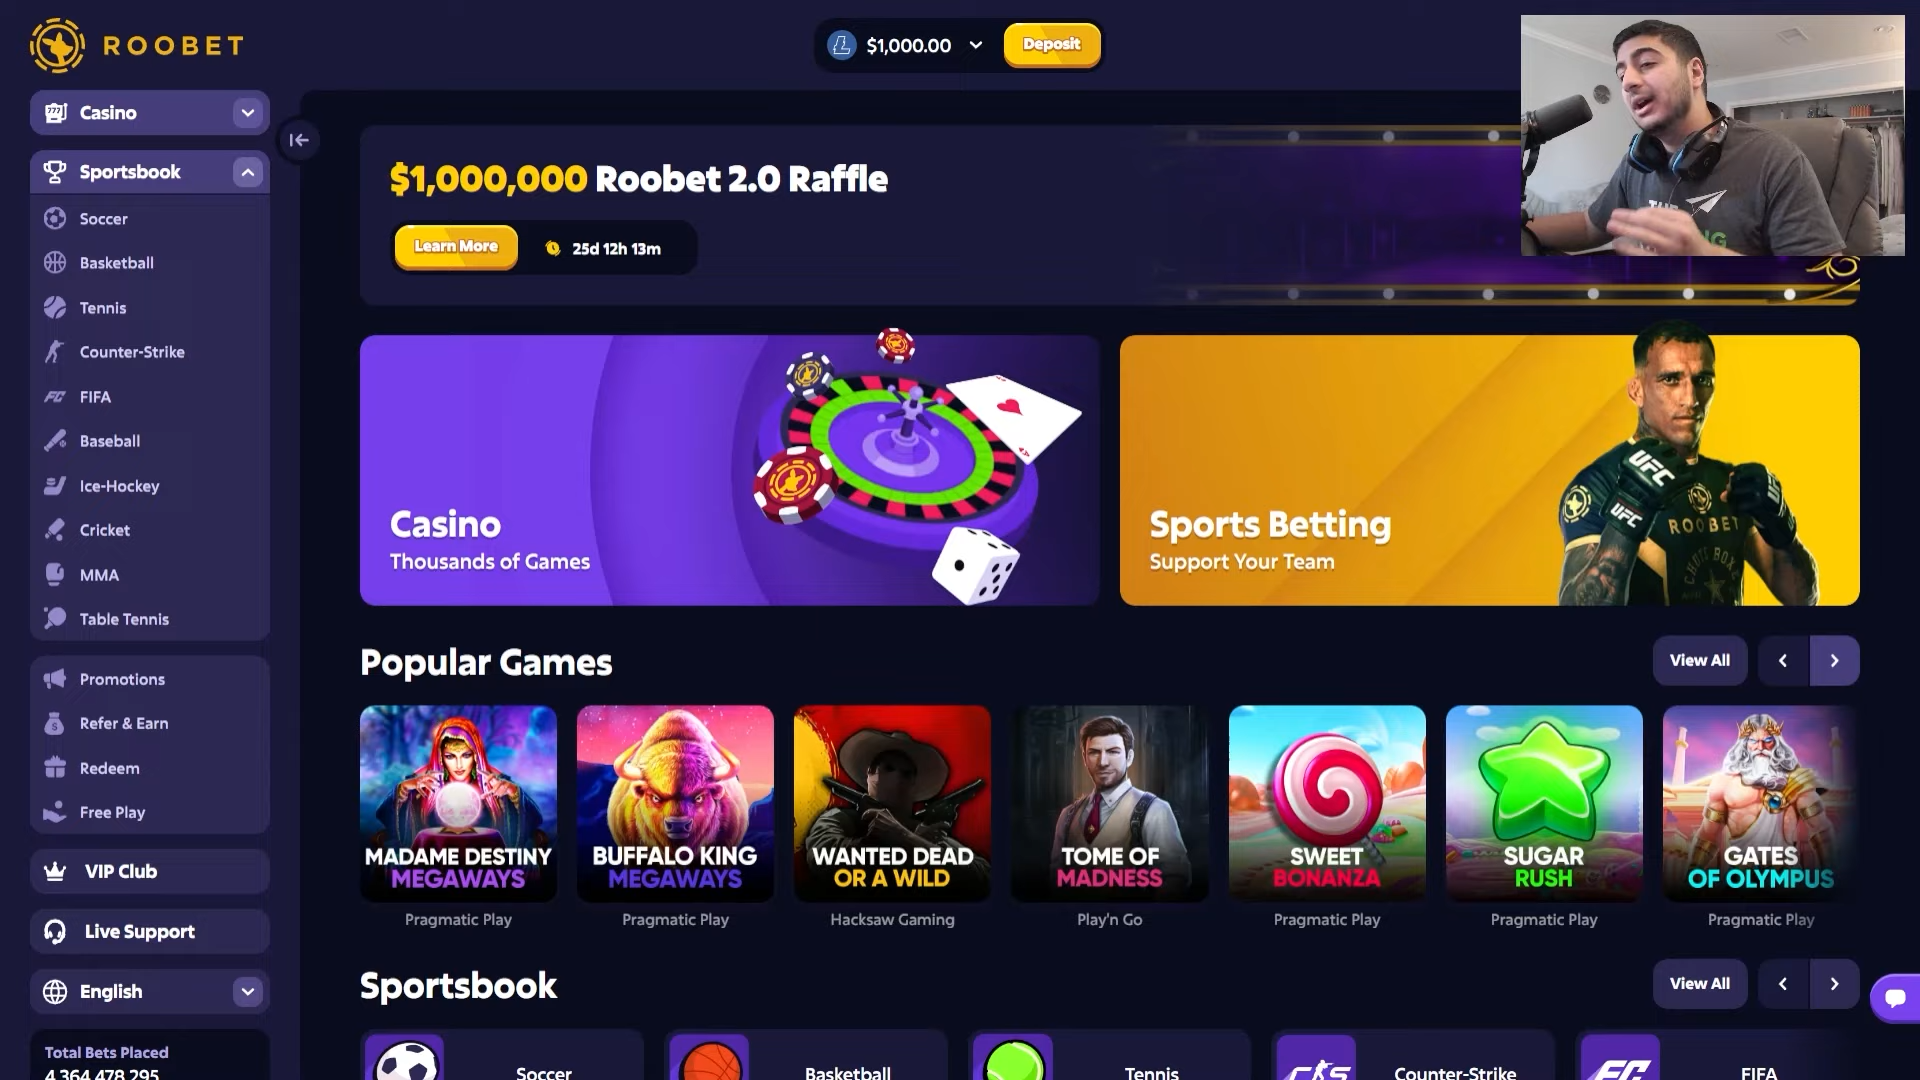 ROOBET
$1,000.00
Deposit
Casino
Sportsbook
Soccer
Basketball
Tennis
Counter-Strike
FIFA
Baseball
Ice-Hockey
Cricket
MMA
Table Tennis
Promotions
Refer & Earn
Redeem
Free Play
VIP Club
Live Support
English
Total Bets Placed
4,364,478,295
$1,000,000 Roobet 2.0 Raffle
Learn More
25d 12h 13m
Casino
Thousands of Games
Sports Betting
Support Your Team
UFC
UFC
ROOBET
Popular Games
View All
MADAME DESTINY
MEGAWAYS
Pragmatic Play
BUFFALO KING
MEGAWAYS
Pragmatic Play
WANTED DEAD
OR A WILD
Hacksaw Gaming
TOME OF
MADNESS
Play'n Go
SWEET
BONANZA
Pragmatic Play
SUGAR
RUSH
Pragmatic Play
GATES
OF OLYMPUS
Pragmatic Play
Sportsbook
View All
Soccer
Basketball
Tennis
Counter-Strike
FIFA